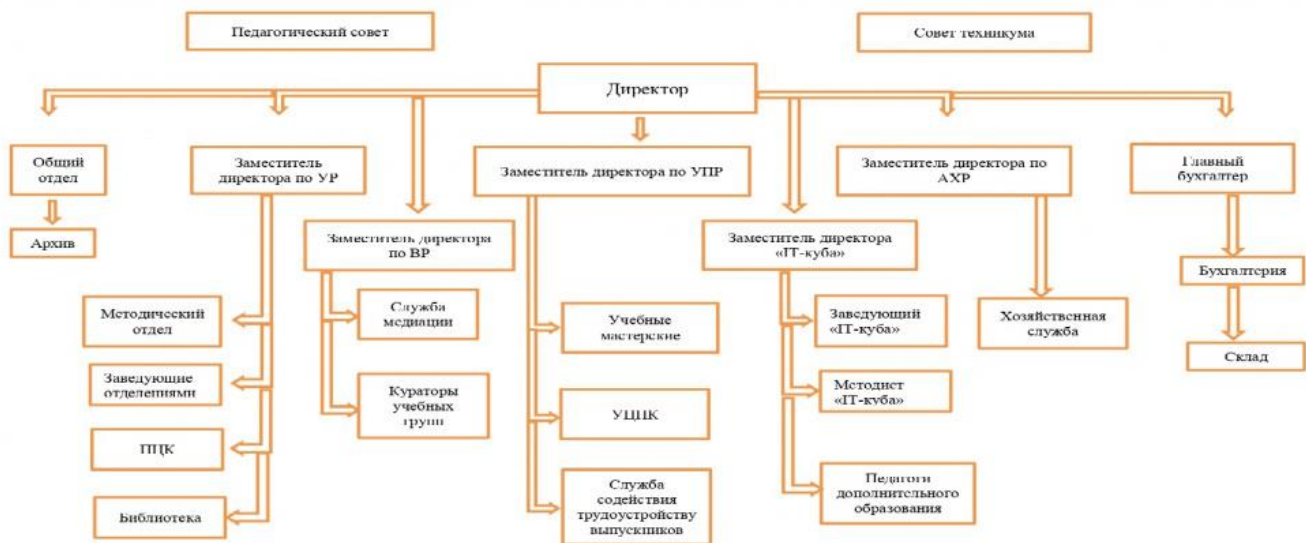 Педагогический совет
Совет техникума
Директор
Общий
отдел
Заместитель
директора по УР
Заместитель директора по УПР
Заместитель директора по
АХР
Главный
бухгалтер
Архив
Заместитель директора
по ВР
Заместитель директора
«IT-куба»
Бухгалтерия
Методический
отдел
Служба
медиации
Учебные
мастерские
Заведующий
«IT-куба»
Хозяйственная
служба
Склад
Заведующие
отделениями
Кураторы
учебных
групп
УЦПК
Методист
«IT-куба»
ПЦК
Библиотека
Служба
содействия
трудоустройству
выпускников
Педагоги
дополнительного
образования